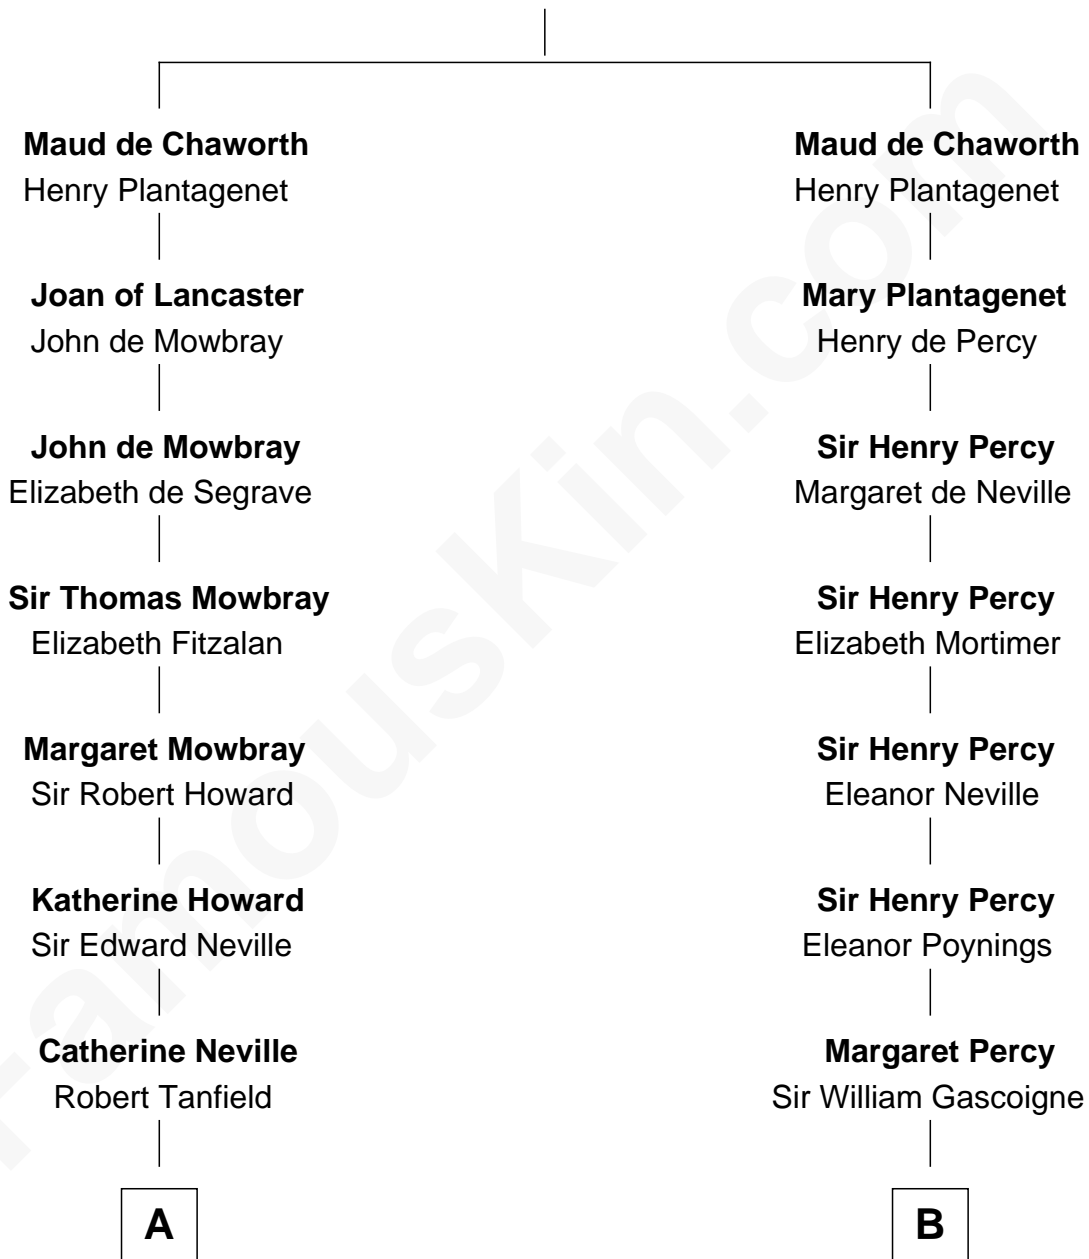 Maud de Chaworth
Henry Plantagenet
Joan of Lancaster
John de Mowbray
John de Mowbray
Elizabeth de Segrave
Sir Thomas Mowbray
Elizabeth Fitzalan
Margaret Mowbray
Sir Robert Howard
Katherine Howard
Sir Edward Neville
Catherine Neville
Robert Tanfield
A
Maud de Chaworth
Henry Plantagenet
Mary Plantagenet
Henry de Percy
Sir Henry Percy
Margaret de Neville
Sir Henry Percy
Elizabeth Mortimer
Sir Henry Percy
Eleanor Neville
Sir Henry Percy
Eleanor Poynings
Margaret Percy
Sir William Gascoigne
B
FamousKin.com